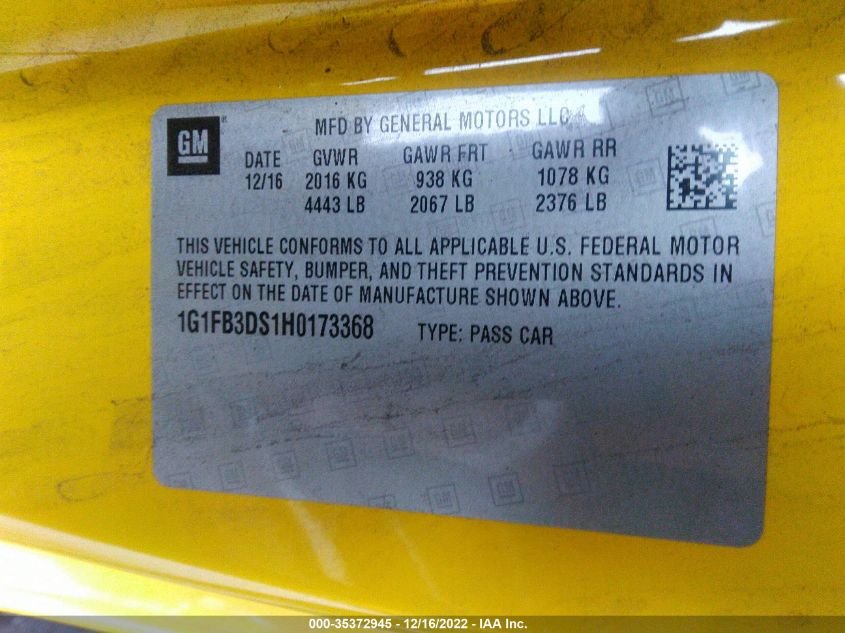 GM
MFD BY GENERAL MOTORS LLC
DATE GVWR GAWR FRT GAWR RR
12/16 2016 KG 938 KG 1078 KG
4443 LB 2067 LB 2376 LB
THIS VEHICLE CONFORMS TO ALL APPLICABLE U.S. FEDERAL MOTOR
VEHICLE SAFETY, BUMPER, AND THEFT PREVENTION STANDARDS IN
EFFECT ON THE DATE OF MANUFACTURE SHOWN ABOVE.
1G1FB3DS1H0173368 TYPE: PASS CAR
000-35372945 - 12/16/2022 - IAA Inc.